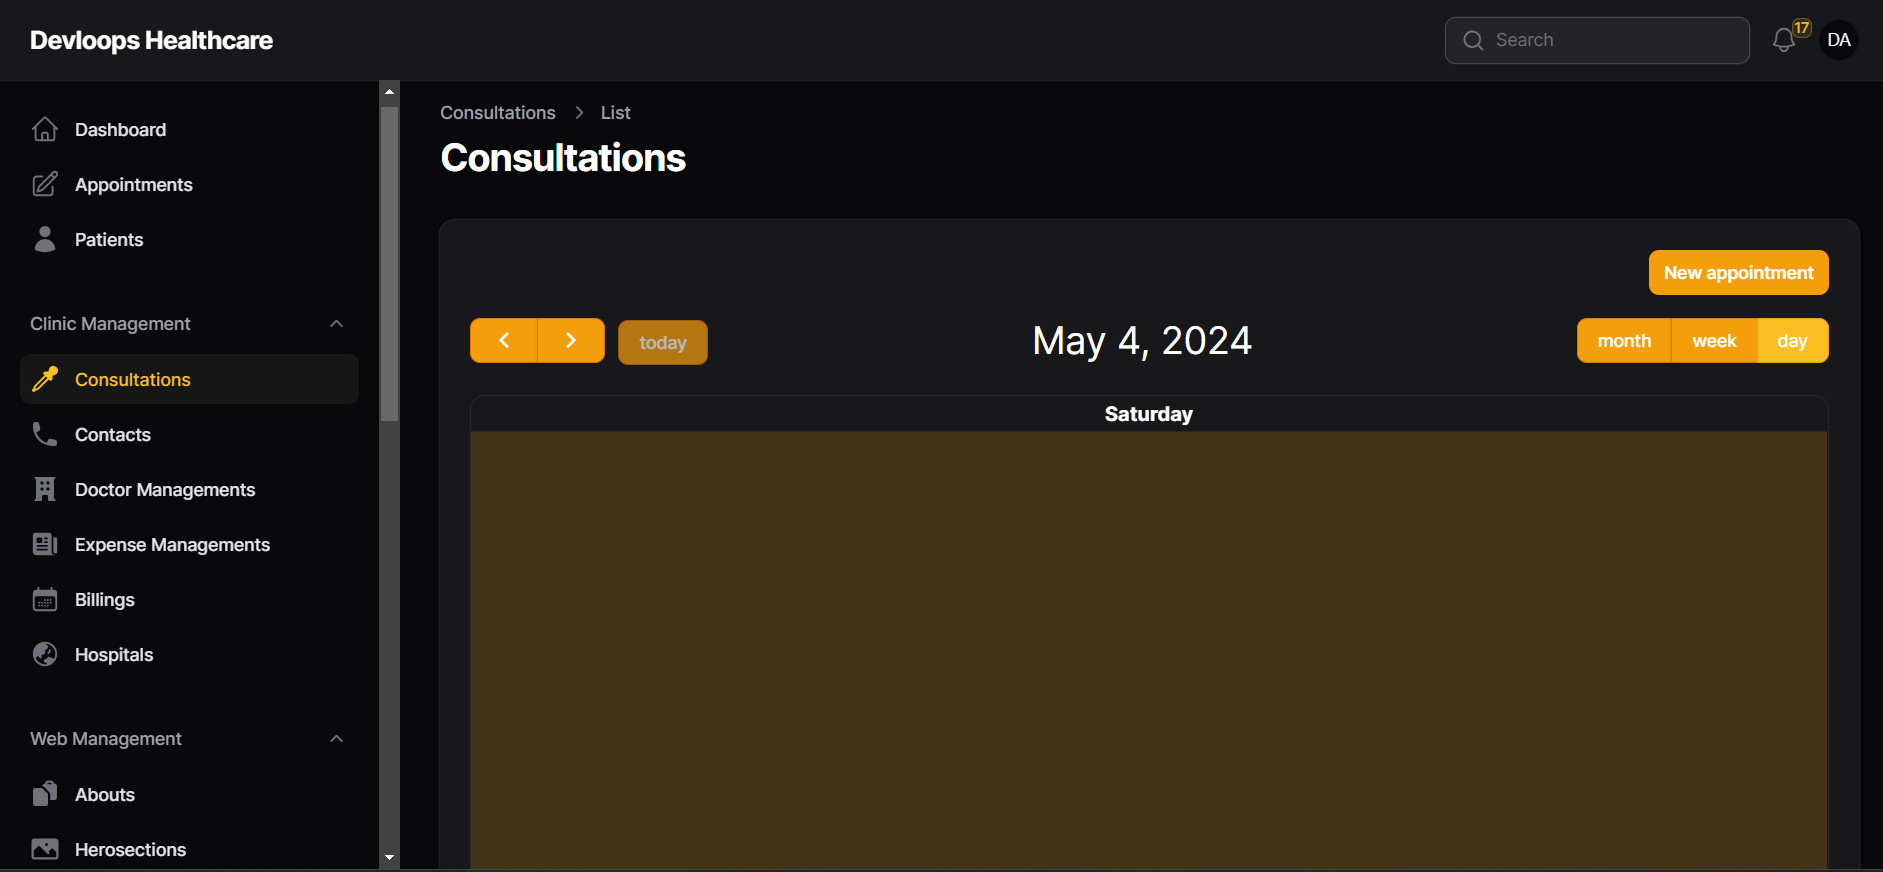 Devloops Healthcare
Search
17
DA
Dashboard
Appointments
Patients
Clinic Management
Consultations
Contacts
Doctor Managements
Expense Managements
Billings
Hospitals
Web Management
Abouts
Herosections
Consultations > List
Consultations
New appointment
today
May 4, 2024
month week day
Saturday